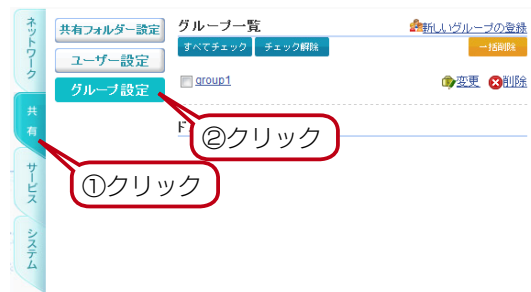 ネットワーク
共有
サービス
システム
共有フォルダー設定
ユーザー設定
グループ設定
グループ一覧
新しいグループの登録
すべてチェック チェック解除
一括削除
group1
変更 削除
ド
②クリック
①クリック